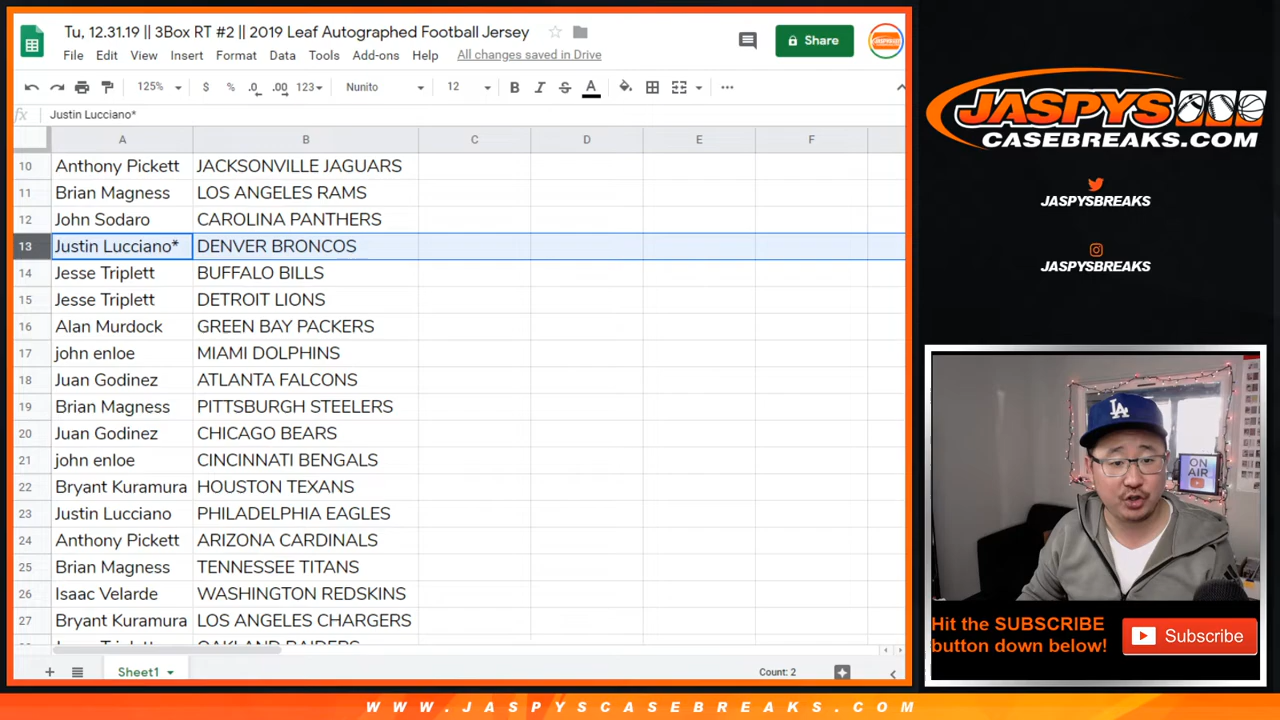 Tu, 12.31.19 || 3Box RT #2 || 2019 Leaf Autographed Football Jersey
File Edit View Insert Format Data Tools Add-ons Help All changes saved in Drive
Share
125% $ % .0 .00 123 Nunito 12 B I S A
fx Justin Lucciano*
A B C D E F
10 Anthony Pickett JACKSONVILLE JAGUARS
11 Brian Magness LOS ANGELES RAMS
12 John Sodaro CAROLINA PANTHERS
13 Justin Lucciano* DENVER BRONCOS
14 Jesse Triplett BUFFALO BILLS
15 Jesse Triplett DETROIT LIONS
16 Alan Murdock GREEN BAY PACKERS
17 john enloe MIAMI DOLPHINS
18 Juan Godinez ATLANTA FALCONS
19 Brian Magness PITTSBURGH STEELERS
20 Juan Godinez CHICAGO BEARS
21 john enloe CINCINNATI BENGALS
22 Bryant Kuramura HOUSTON TEXANS
23 Justin Lucciano PHILADELPHIA EAGLES
24 Anthony Pickett ARIZONA CARDINALS
25 Brian Magness TENNESSEE TITANS
26 Isaac Velarde WASHINGTON REDSKINS
27 Bryant Kuramura LOS ANGELES CHARGERS
Sheet1
Count: 2
JASPYS
CASEBREAKS.COM
JASPYSBREAKS
JASPYSBREAKS
LA
ON
AIR
Hit the SUBSCRIBE
button down below!
Subscribe
WWW.JASPYSCASEBREAKS.COM